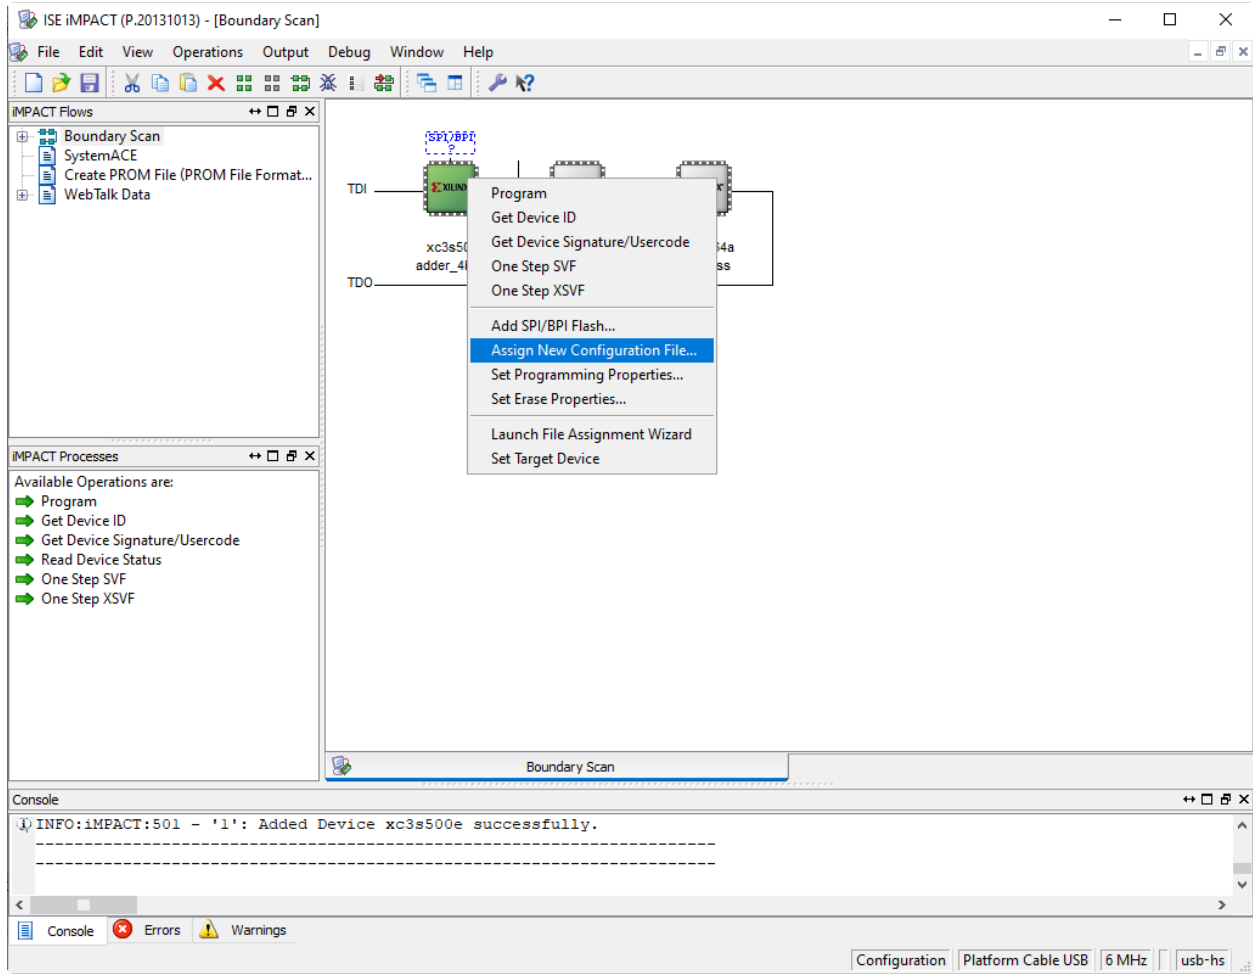 ISE iMPACT (P.20131013) - [Boundary Scan]
File Edit View Operations Output Debug Window Help
iMPACT Flows
Boundary Scan
SystemACE
Create PROM File (PROM File Format...
WebTalk Data
SPI/BPI
?
TDI
XILINX
Program
Get Device ID
Get Device Signature/Usercode
One Step SVF
One Step XSVF
Add SPI/BPI Flash...
Assign New Configuration File...
Set Programming Properties...
Set Erase Properties...
Launch File Assignment Wizard
Set Target Device
TDO
iMPACT Processes
Available Operations are:
Program
Get Device ID
Get Device Signature/Usercode
Read Device Status
One Step SVF
One Step XSVF
Boundary Scan
Console
INFO:iMPACT:501 - '1': Added Device xc3s500e successfully.
----------------------------------------------------------------------
----------------------------------------------------------------------
Console Errors Warnings
Configuration Platform Cable USB 6 MHz usb-hs